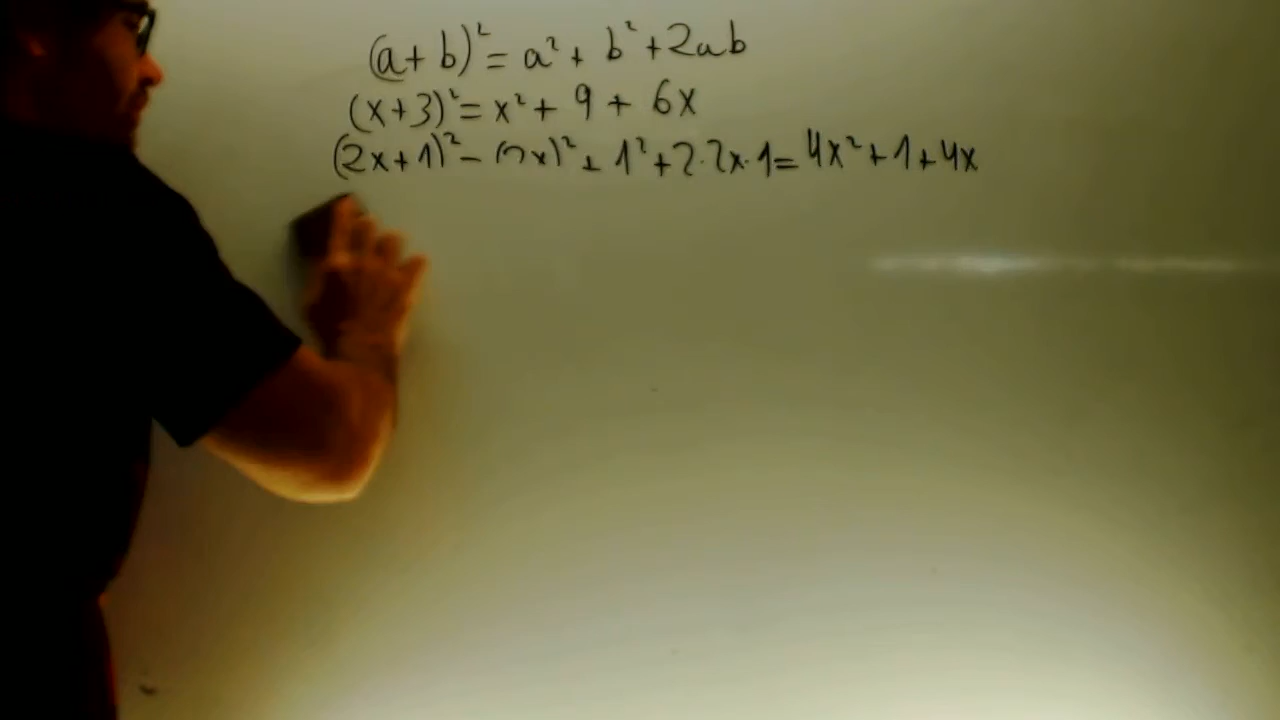 (a+b)²= a² + b² + 2ab
(x+3)²= x² + 9 + 6x
(2x+1)² - (2x)² + 1² + 2·2x·1= 4x² + 1 + 4x